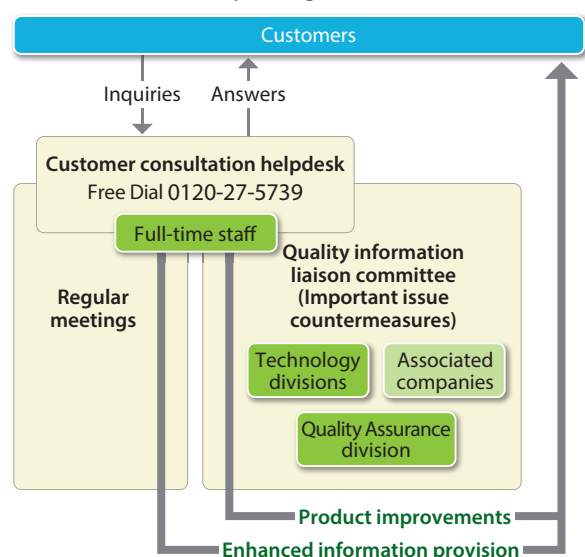 Customers
Inquiries
Answers
Customer consultation helpdesk
Free Dial 0120-27-5739
Full-time staff
Regular
meetings
Quality information
liaison committee
(Important issue
countermeasures)
Technology
divisions
Associated
companies
Quality Assurance
division
Product improvements
Enhanced information provision